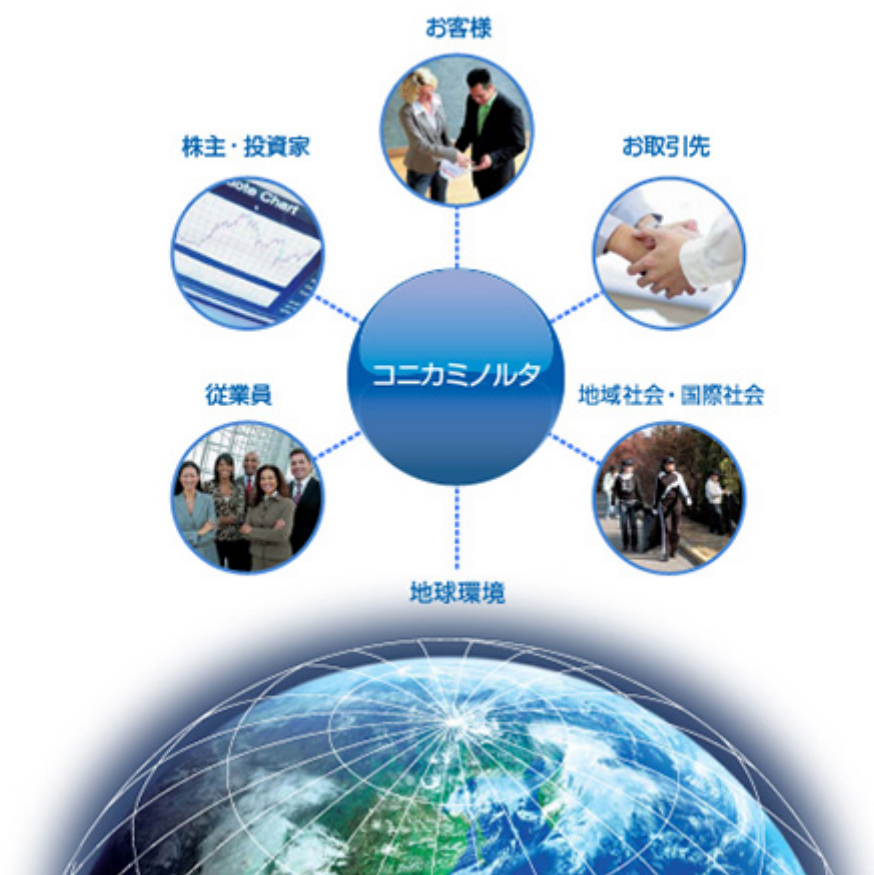 お客様
株主・投資家
お取引先
コニカミノルタ
従業員
地域社会・国際社会
地球環境